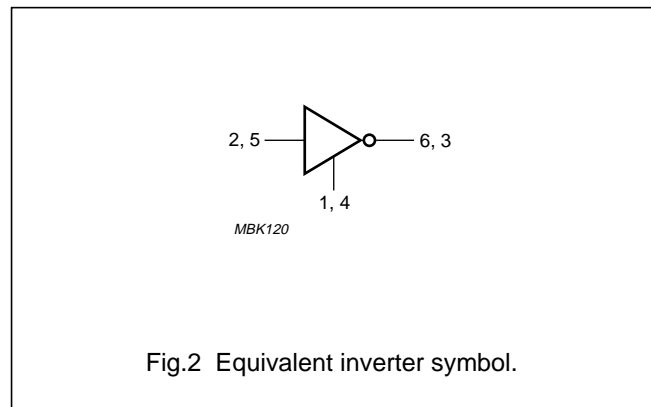 2, 5
6, 3
1, 4
MBK120
Fig.2 Equivalent inverter symbol.